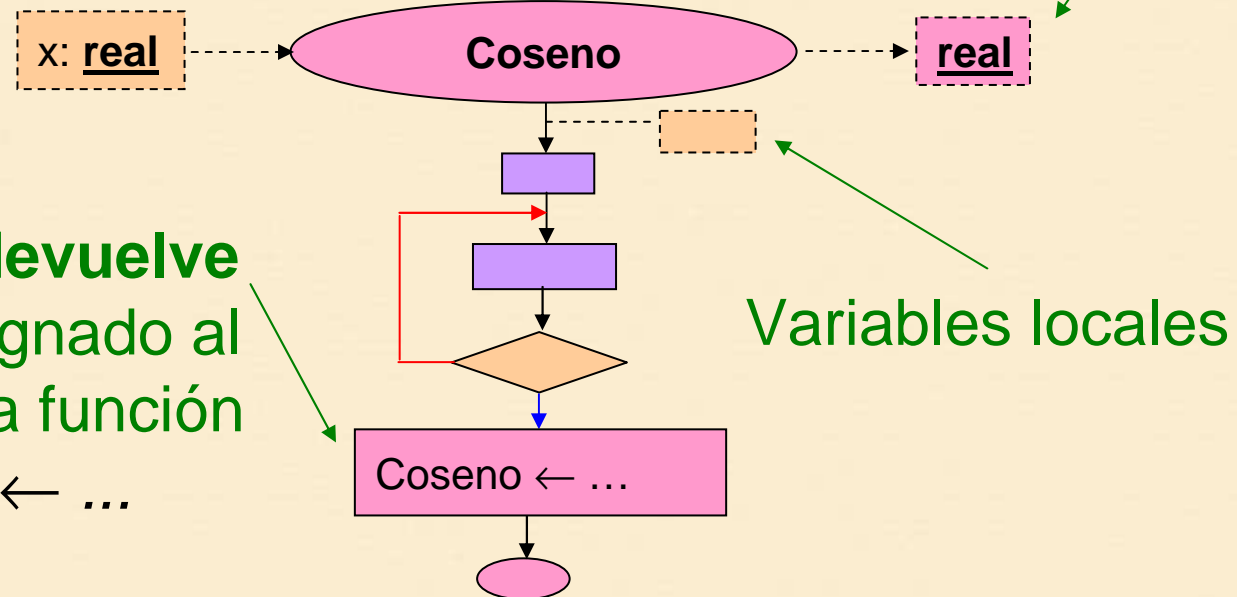 x: real
Coseno
real
devuelve
gnado al
a función
← ...
Variables locales
Coseno ← …